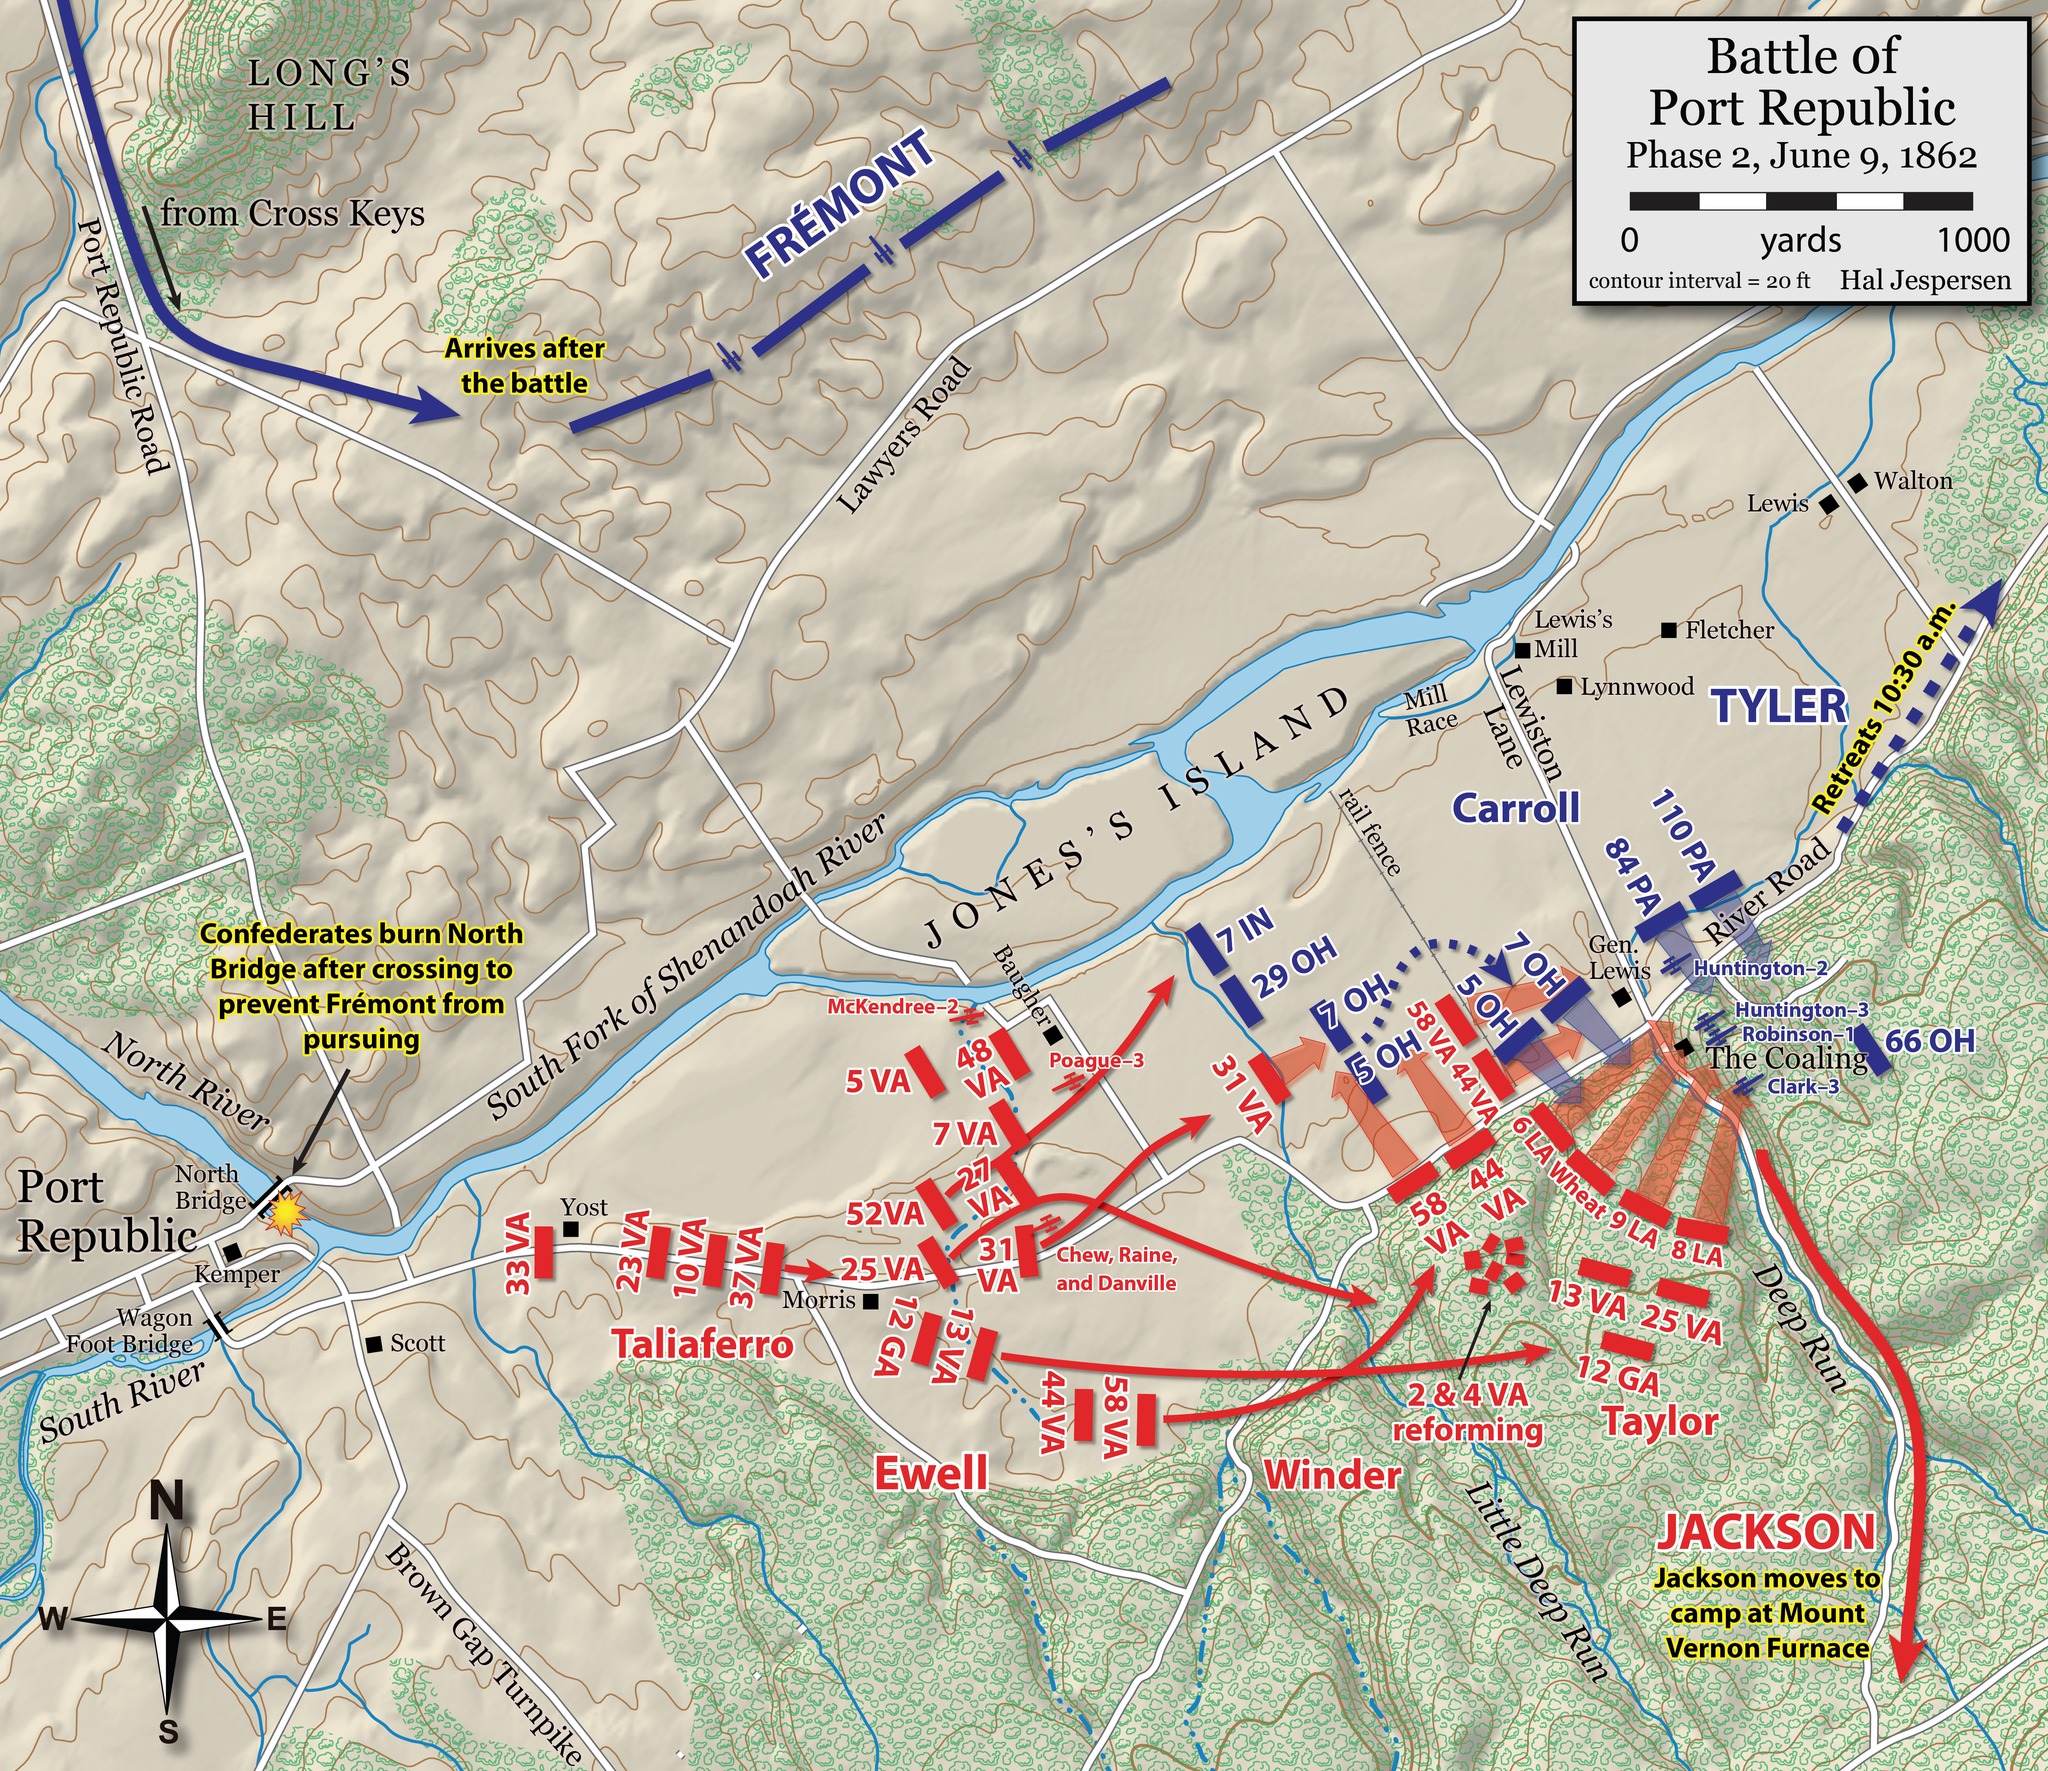 Battle of
Port Republic
Phase 2, June 9, 1862
0 yards 1000
contour interval = 20 ft Hal Jespersen
LONG'S
HILL
from Cross Keys
Port Republic Road
FRÉMONT
Arrives after
the battle
Lawyers Road
Walton
Lewis
Lewis's
Mill
Fletcher
Lynnwood
Mill
Race
Lewiston
Lane
TYLER
Retreats 10:30 a.m.
JONES'S ISLAND
rail fence
Carroll
110 PA
84 PA
River Road
South Fork of Shenandoah River
Confederates burn North
Bridge after crossing to
prevent Frémont from
pursuing
North River
Baugher
McKendree–2
7 IN
29 OH
7 OH
5 OH
7 OH
5 OH
Gen.
Lewis
Huntington–2
Huntington–3
Robinson–1
The Coaling
Clark–3
66 OH
58 VA
44 VA
31 VA
48
VA
5 VA
Poague–3
7 VA
27
VA
52VA
25 VA
31
VA
Chew, Raine,
and Danville
6 LA
Wheat
9 LA
8 LA
58
VA
44
VA
Port
Republic
North
Bridge
Kemper
Wagon
Foot Bridge
South River
Scott
Yost
33 VA
23 VA
10 VA
37 VA
Morris
Taliaferro
12 GA
13 VA
44 VA
58 VA
Ewell
Winder
2 & 4 VA
reforming
13 VA
25 VA
12 GA
Taylor
Deep Run
Little Deep Run
JACKSON
Jackson moves to
camp at Mount
Vernon Furnace
Brown Gap Turnpike
N
W E
S